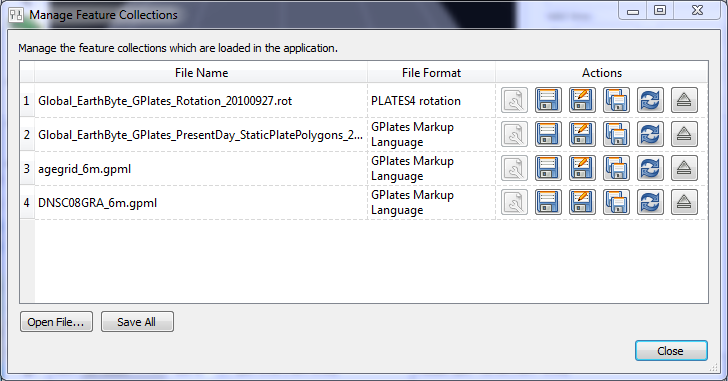 Manage Feature Collections
Manage the feature collections which are loaded in the application.
File Name File Format Actions
1 Global_EarthByte_GPlates_Rotation_20100927.rot PLATES4 rotation
2 Global_EarthByte_GPlates_PresentDay_StaticPlatePolygons_2... GPlates Markup
Language
3 agegrid_6m.gpml GPlates Markup
Language
4 DNSC08GRA_6m.gpml GPlates Markup
Language
Open File... Save All
Close